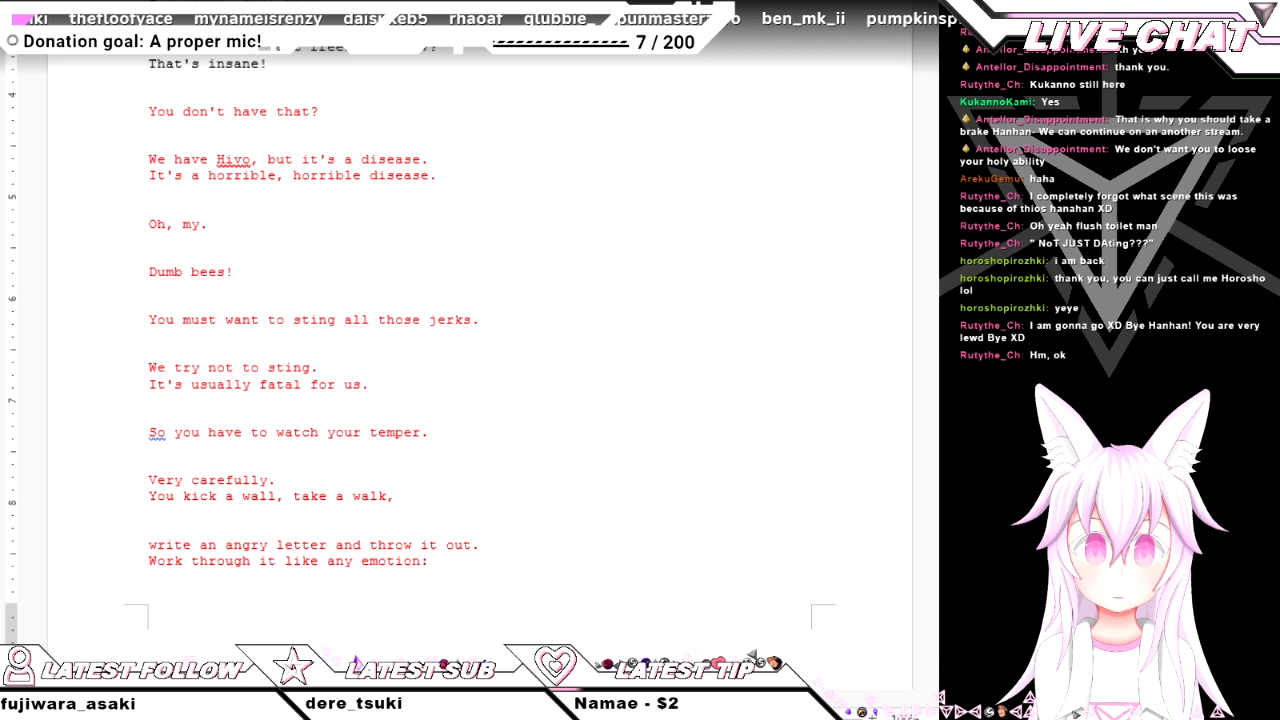 thefloofyace mynameisrenzy daisukeb5 rhaoaf qlubbie_ ben_mk_ii
Donation goal: A proper mic!
7 / 200
That's insane!
You don't have that?
We have Hivo, but it's a disease.
It's a horrible, horrible disease.
Oh, my.
Dumb bees!
You must want to sting all those jerks.
We try not to sting.
It's usually fatal for us.
So you have to watch your temper.
Very carefully.
You kick a wall, take a walk,
write an angry letter and throw it out.
Work through it like any emotion:
4
5
6
7
8
LIVE CHAT
Antellor_Disappointment:
Antellor_Disappointment: thank you.
Rutythe_Ch: Kukanno still here
KukannoKami: Yes
Antellor_Disappointment: That is why you should take a
brake Hanhan- We can continue on an another stream.
Antellor_Disappointment: We don't want you to loose
your holy ability
ArekuGemu: haha
Rutythe_Ch: I completely forgot what scene this was
because of thios hanahan XD
Rutythe_Ch: Oh yeah flush toilet man
Rutythe_Ch: " NoT JUST DAting???"
horoshopirozhki: i am back
horoshopirozhki: thank you, you can just call me Horosho
lol
horoshopirozhki: yeye
Rutythe_Ch: I am gonna go XD Bye Hanhan! You are very
lewd Bye XD
Rutythe_Ch: Hm, ok
LATEST FOLLOW
LATEST SUB
LATEST TIP
fujiwara_asaki
dere_tsuki
Namae - $2